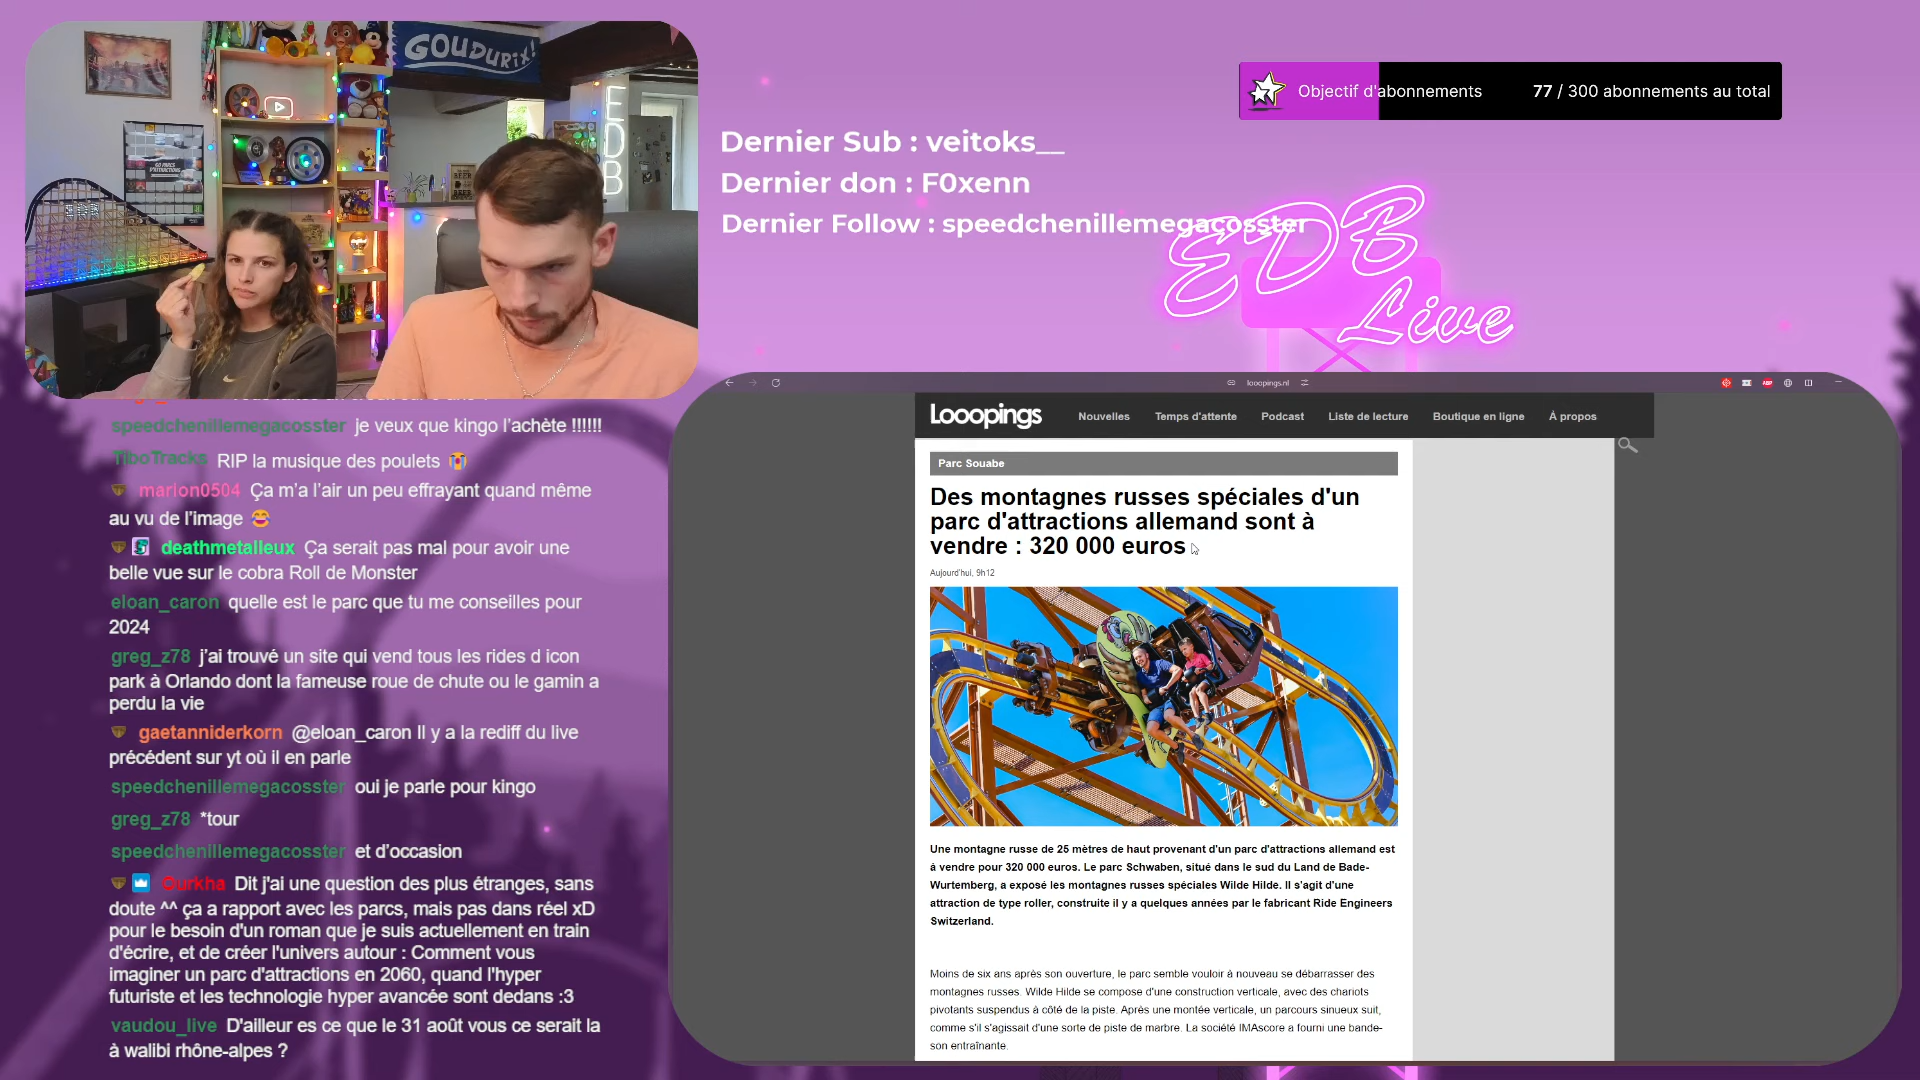 GOUDURIX!
EDB
Objectif d'abonnements
77 / 300 abonnements au total
Dernier Sub : veitoks__
Dernier don : F0xenn
Dernier Follow : speedchenillemegacosster
EDB
Live
speedchenillemegacosster je veux que kingo l'achète !!!!!!
TiboTracks RIP la musique des poulets 😭
marlon0504 Ça m'a l'air un peu effrayant quand même
au vu de l'image 😂
deathmetalleux Ça serait pas mal pour avoir une
belle vue sur le cobra Roll de Monster
eloan_caron quelle est le parc que tu me conseilles pour
2024
greg_z78 j'ai trouvé un site qui vend tous les rides d icon
park à Orlando dont la fameuse roue de chute ou le gamin a
perdu la vie
gaetanniderkorn @eloan_caron Il y a la rediff du live
précédent sur yt où il en parle
speedchenillemegacosster oui je parle pour kingo
greg_z78 *tour
speedchenillemegacosster et d'occasion
Ourkha Dit j'ai une question des plus étranges, sans
doute ^^ ça a rapport avec les parcs, mais pas dans réel xD
pour le besoin d'un roman que je suis actuellement en train
d'écrire, et de créer l'univers autour : Comment vous
imaginer un parc d'attractions en 2060, quand l'hyper
futuriste et les technologie hyper avancée sont dedans :3
vaudou_live D'ailleur es ce que le 31 août vous ce serait la
à walibi rhône-alpes ?
looopings.nl
Looopings
Nouvelles
Temps d'attente
Podcast
Liste de lecture
Boutique en ligne
À propos
Parc Souabe
Des montagnes russes spéciales d'un
parc d'attractions allemand sont à
vendre : 320 000 euros
Aujourd'hui, 9h12
Une montagne russe de 25 mètres de haut provenant d'un parc d'attractions allemand est
à vendre pour 320 000 euros. Le parc Schwaben, situé dans le sud du Land de Bade-
Wurtemberg, a exposé les montagnes russes spéciales Wilde Hilde. Il s'agit d'une
attraction de type roller, construite il y a quelques années par le fabricant Ride Engineers
Switzerland.
Moins de six ans après son ouverture, le parc semble vouloir à nouveau se débarrasser des
montagnes russes. Wilde Hilde se compose d'une construction verticale, avec des chariots
pivotants suspendus à côté de la piste. Après une montée verticale, un parcours sinueux suit,
comme s'il s'agissait d'une sorte de piste de marbre. La société IMAscore a fourni une bande-
son entraînante.